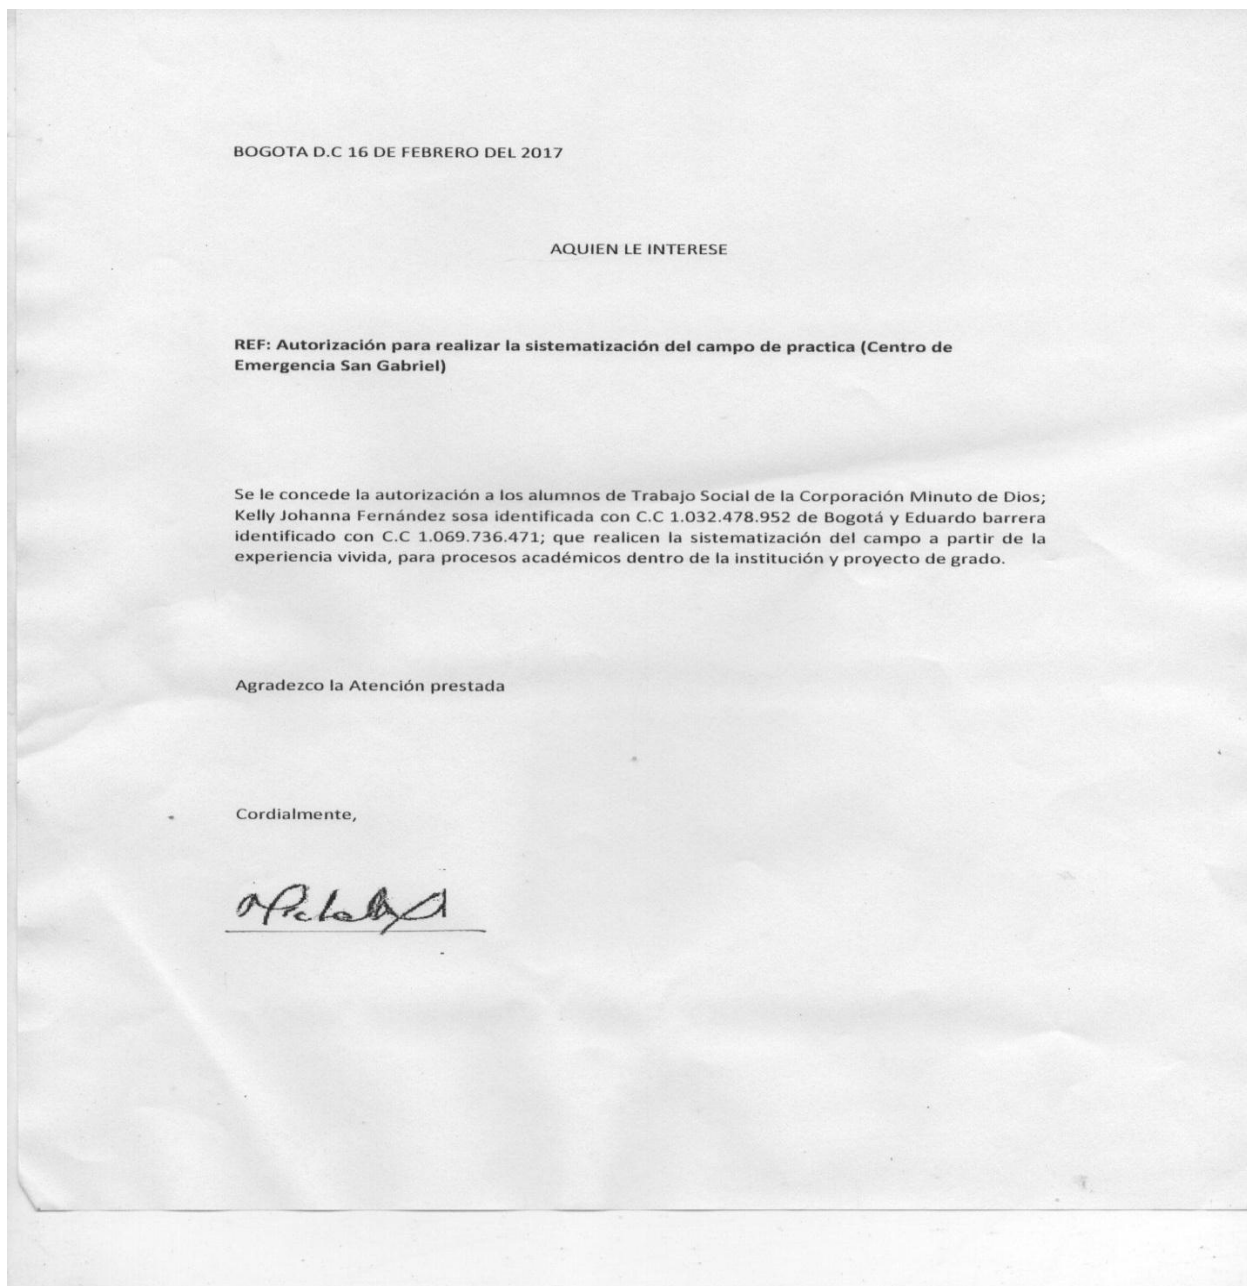 BOGOTA D.C 16 DE FEBRERO DEL 2017
AQUIEN LE INTERESE
REF: Autorización para realizar la sistematización del campo de practica (Centro de
Emergencia San Gabriel)
Se le concede la autorización a los alumnos de Trabajo Social de la Corporación Minuto de Dios;
Kelly Johanna Fernández sosa identificada con C.C 1.032.478.952 de Bogotá y Eduardo barrera
identificado con C.C 1.069.736.471; que realicen la sistematización del campo a partir de la
experiencia vivida, para procesos académicos dentro de la institución y proyecto de grado.
Agradezco la Atención prestada
Cordialmente,